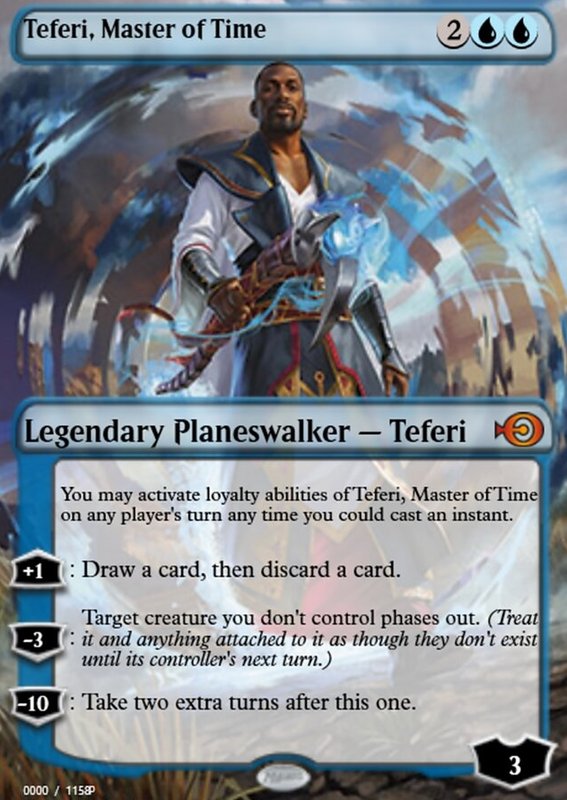 Teferi, Master of Time 2
Legendary Planeswalker — Teferi
You may activate loyalty abilities of Teferi, Master of Time
on any player's turn any time you could cast an instant.
+1 : Draw a card, then discard a card.
Target creature you don't control phases out. (Treat
-3 : it and anything attached to it as though they don't exist
until its controller's next turn.)
-10 : Take two extra turns after this one.
3
0000 / 1158P